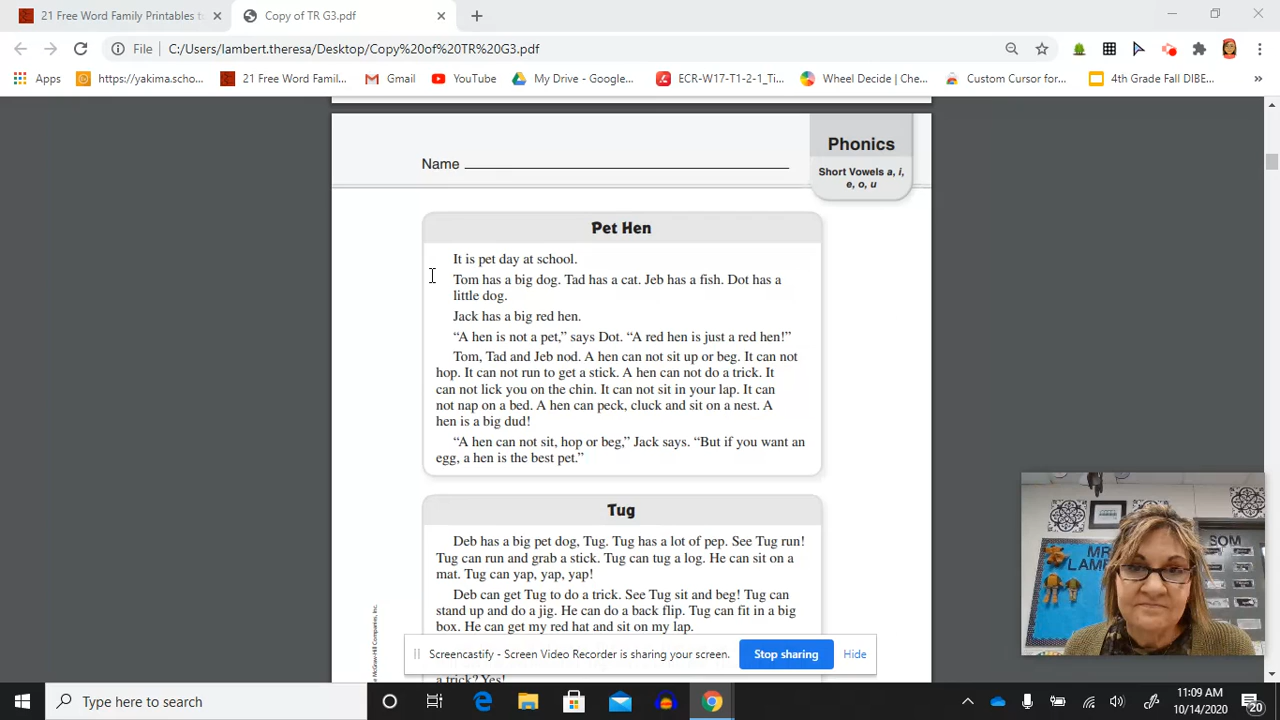 21 Free Word Family Printables t
Copy of TR G3.pdf
File
C:/Users/lambert.theresa/Desktop/Copy%20of%20TR%20G3.pdf
Apps
https://yakima.scho...
21 Free Word Famil...
Gmail
YouTube
My Drive - Google...
ECR-W17-T1-2-1_Ti...
Wheel Decide | Che...
Custom Cursor for...
4th Grade Fall DIBE...
Name
Phonics
Short Vowels a, i,
e, o, u
Pet Hen
It is pet day at school.
Tom has a big dog. Tad has a cat. Jeb has a fish. Dot has a
little dog.
Jack has a big red hen.
“A hen is not a pet,” says Dot. “A red hen is just a red hen!”
Tom, Tad and Jeb nod. A hen can not sit up or beg. It can not
hop. It can not run to get a stick. A hen can not do a trick. It
can not lick you on the chin. It can not sit in your lap. It can
not nap on a bed. A hen can peck, cluck and sit on a nest. A
hen is a big dud!
“A hen can not sit, hop or beg,” Jack says. “But if you want an
egg, a hen is the best pet.”
Tug
Deb has a big pet dog, Tug. Tug has a lot of pep. See Tug run!
Tug can run and grab a stick. Tug can tug a log. He can sit on a
mat. Tug can yap, yap, yap!
Deb can get Tug to do a trick. See Tug sit and beg! Tug can
stand up and do a jig. He can do a back flip. Tug can fit in a big
box. He can get my red hat and sit on my lap.
a trick? Yes!
McGraw-Hill Companies, Inc.
Screencastify - Screen Video Recorder is sharing your screen.
Stop sharing
Hide
SOM
Type here to search
11:09 AM
10/14/2020
20